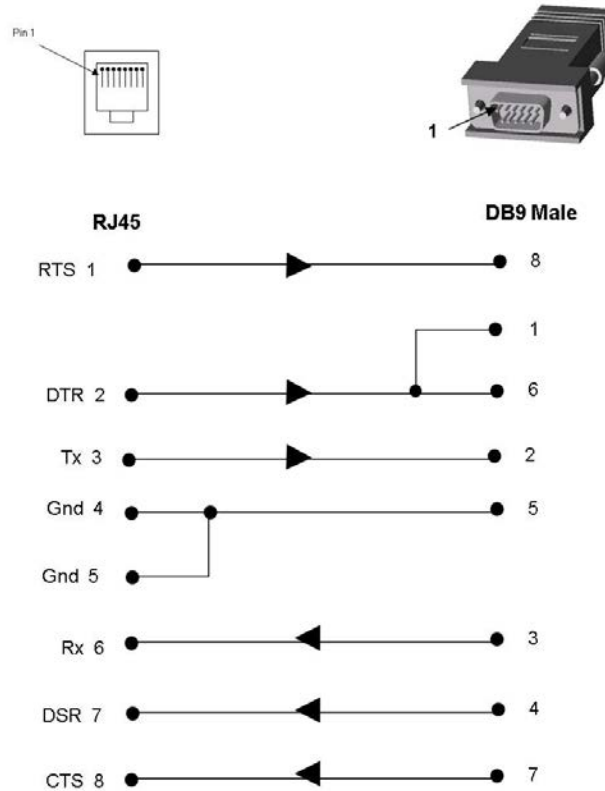 Pin 1
1
RJ45
DB9 Male
RTS 1
8
1
DTR 2
6
Tx 3
2
Gnd 4
5
Gnd 5
Rx 6
3
DSR 7
4
CTS 8
7